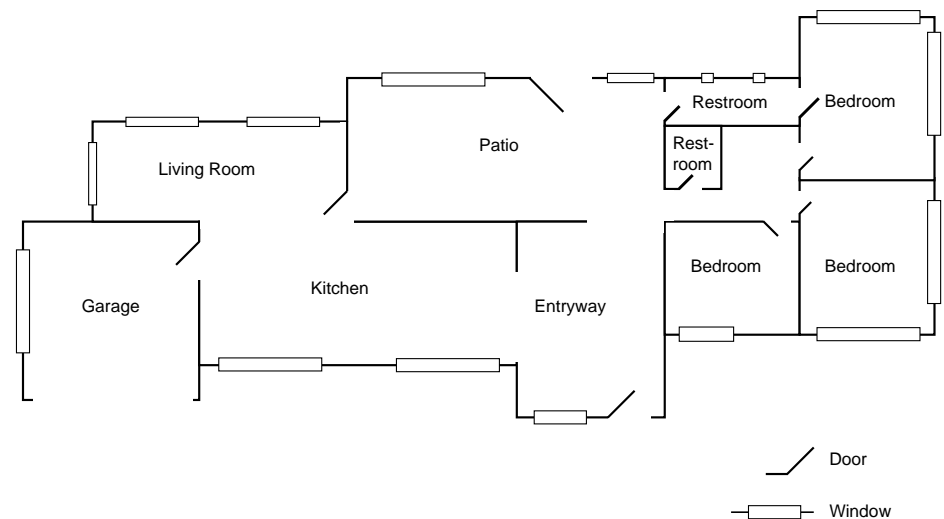 Restroom
Bedroom
Patio
Rest-
room
Living Room
Bedroom
Bedroom
Kitchen
Garage
Entryway
Door
Window